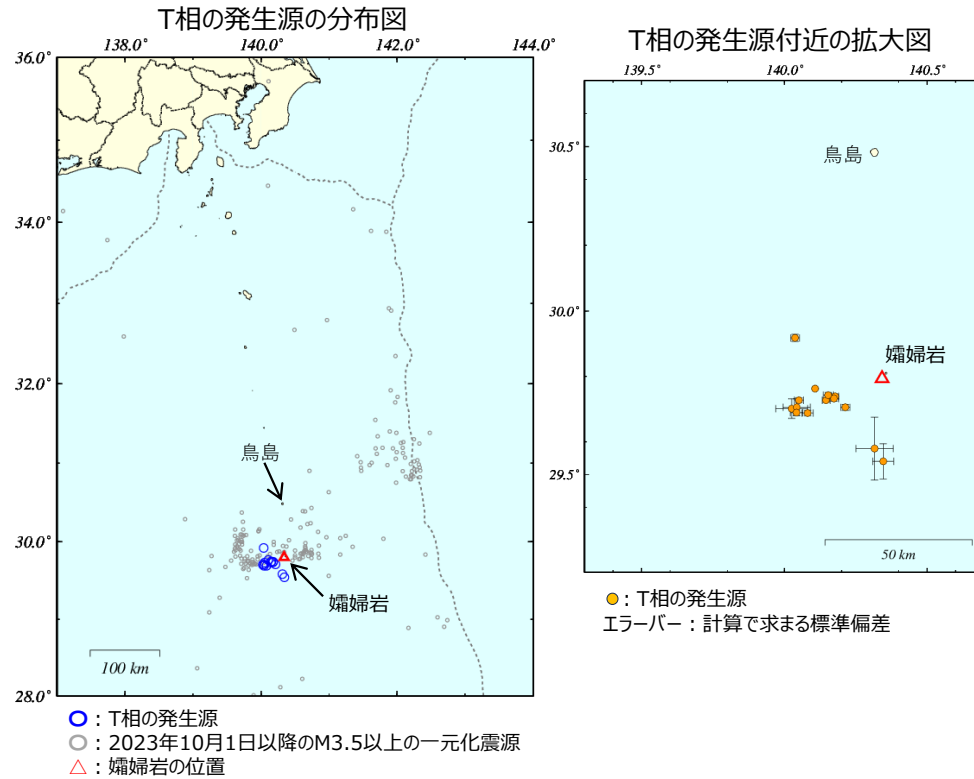 T相の発生源の分布図
138.0° 140.0° 142.0° 144.0°
36.0°
34.0°
32.0°
30.0°
28.0°
鳥島
孀婦岩
100 km
○：T相の発生源
○：2023年10月1日以降のM3.5以上の一元化震源
△：孀婦岩の位置
T相の発生源付近の拡大図
139.5° 140.0° 140.5°
30.5°
30.0°
29.5°
鳥島
孀婦岩
50 km
●：T相の発生源
エラーバー：計算で求まる標準偏差